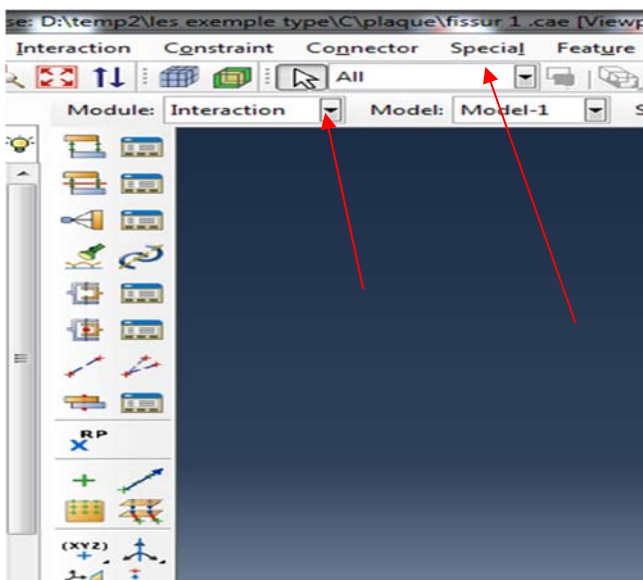 se: D:\temp2\les exemple type\C\plaque\fissur 1 .cae [Viewp
Interaction Constraint Connector Special Feature
All
Module: Interaction Model: Model-1 S
RP
(XYZ)